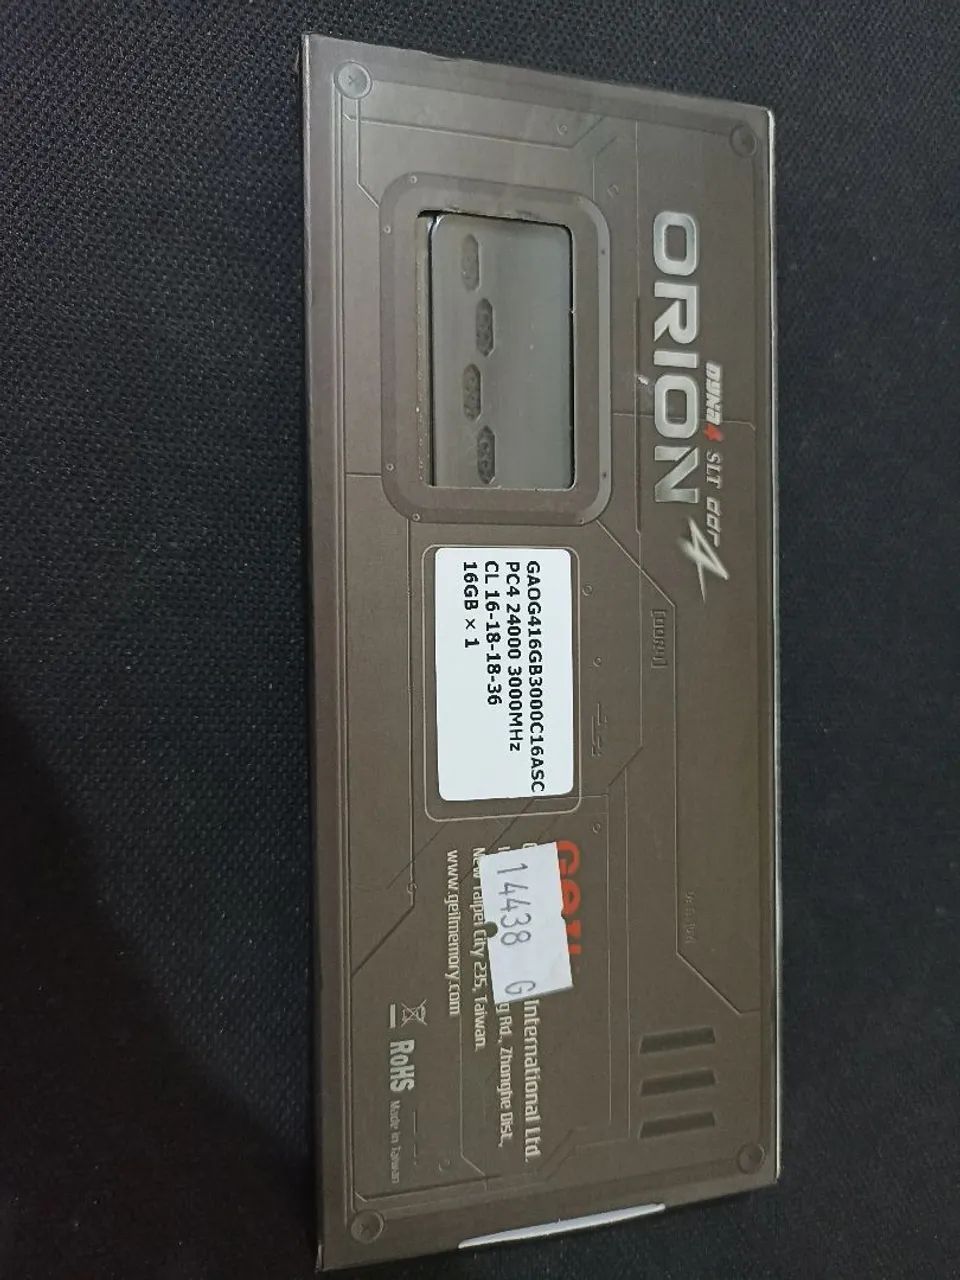 DYNA SLT DDR4
ORION
GAOG416GB3000C16ASC
PC4 24000 3000MHz
CL 16-18-18-36
16GB × 1
14438 G
International Ltd.
Rd., Zhonghe Dist.,
New Taipei City 235, Taiwan.
www.geilmemory.com
RoHS
Made in Taiwan